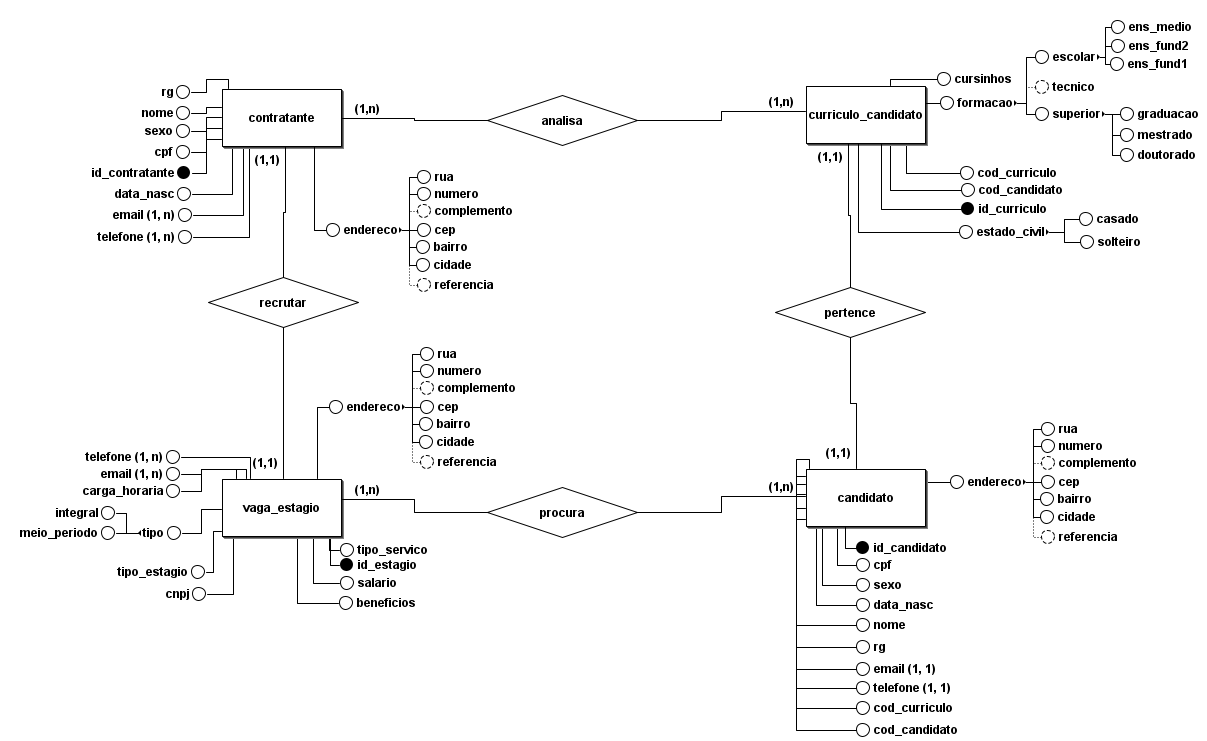 rg
nome
sexo
cpf
id_contratante
data_nasc
email (1, n)
telefone (1, n)
contratante
(1,n)
(1,1)
endereco
rua
numero
complemento
cep
bairro
cidade
referencia
analisa
(1,n)
curriculo_candidato
(1,1)
cursinhos
formacao
escolar
ens_medio
ens_fund2
ens_fund1
tecnico
superior
graduacao
mestrado
doutorado
cod_curriculo
cod_candidato
id_curriculo
estado_civil
casado
solteiro
recrutar
pertence
endereco
rua
numero
complemento
cep
bairro
cidade
referencia
telefone (1, n)
email (1, n)
carga_horaria
integral
meio_periodo
tipo
tipo_estagio
cnpj
(1,1)
vaga_estagio
(1,n)
tipo_servico
id_estagio
salario
beneficios
procura
(1,n)
(1,1)
candidato
endereco
rua
numero
complemento
cep
bairro
cidade
referencia
id_candidato
cpf
sexo
data_nasc
nome
rg
email (1, 1)
telefone (1, 1)
cod_curriculo
cod_candidato